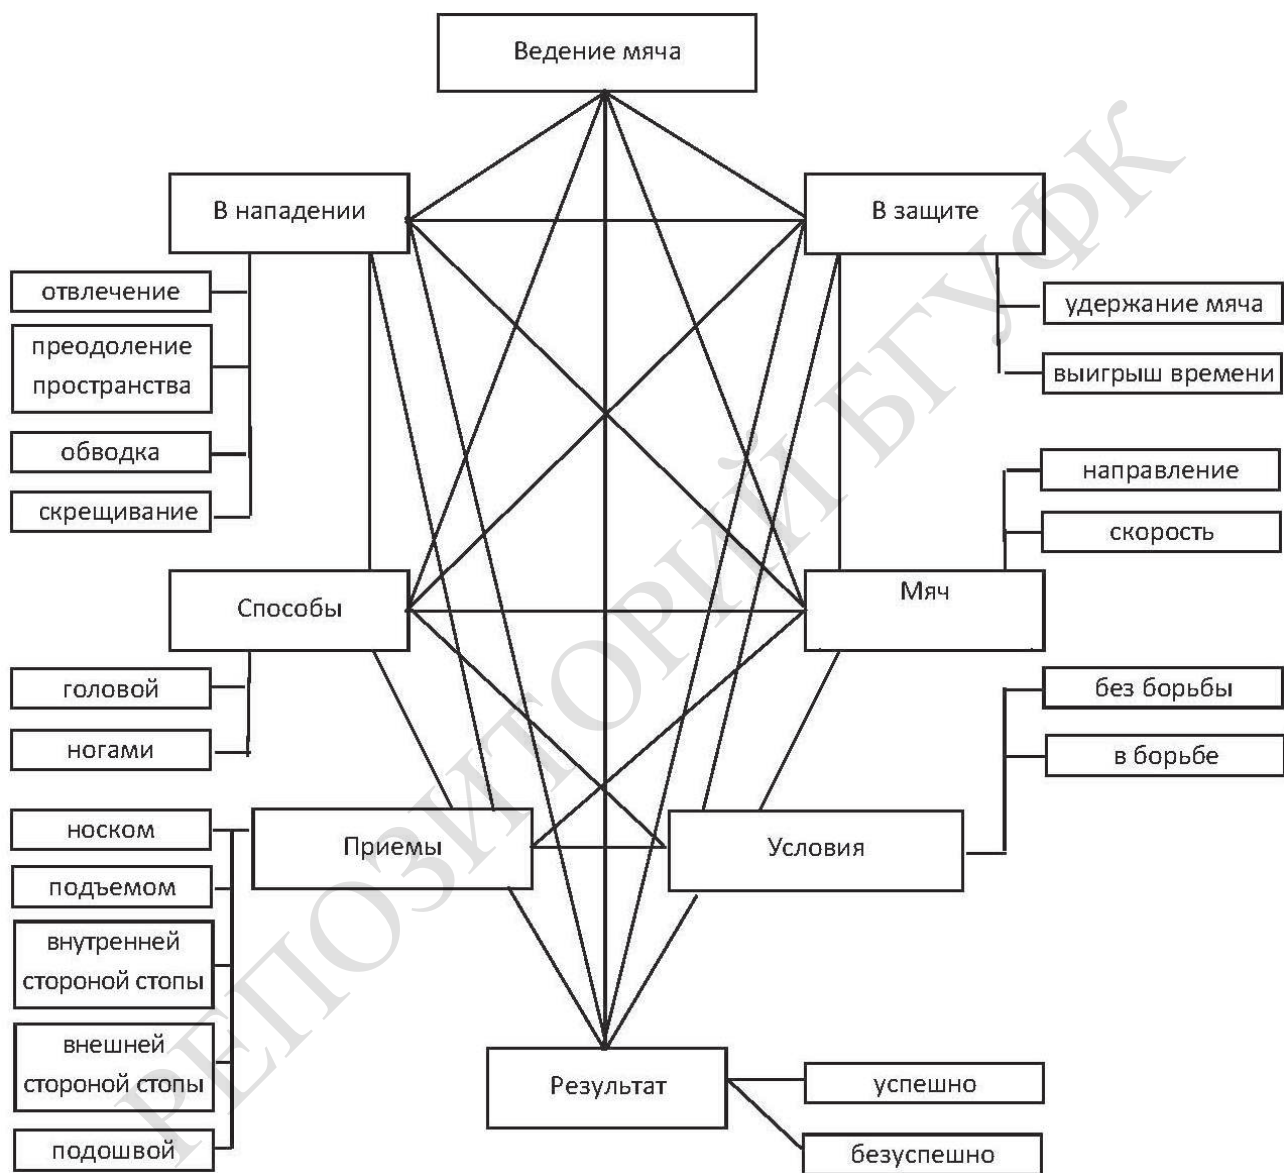 Ведение мяча
В нападении
В защите
отвлечение
преодоление
пространства
обводка
скрещивание
удержание мяча
выигрыш времени
направление
скорость
Способы
Мяч
головой
ногами
без борьбы
в борьбе
Приемы
Условия
носком
подъемом
внутренней
стороной стопы
внешней
стороной стопы
подошвой
Результат
успешно
безуспешно
РЕПОЗИТОРИЙ БГУФК